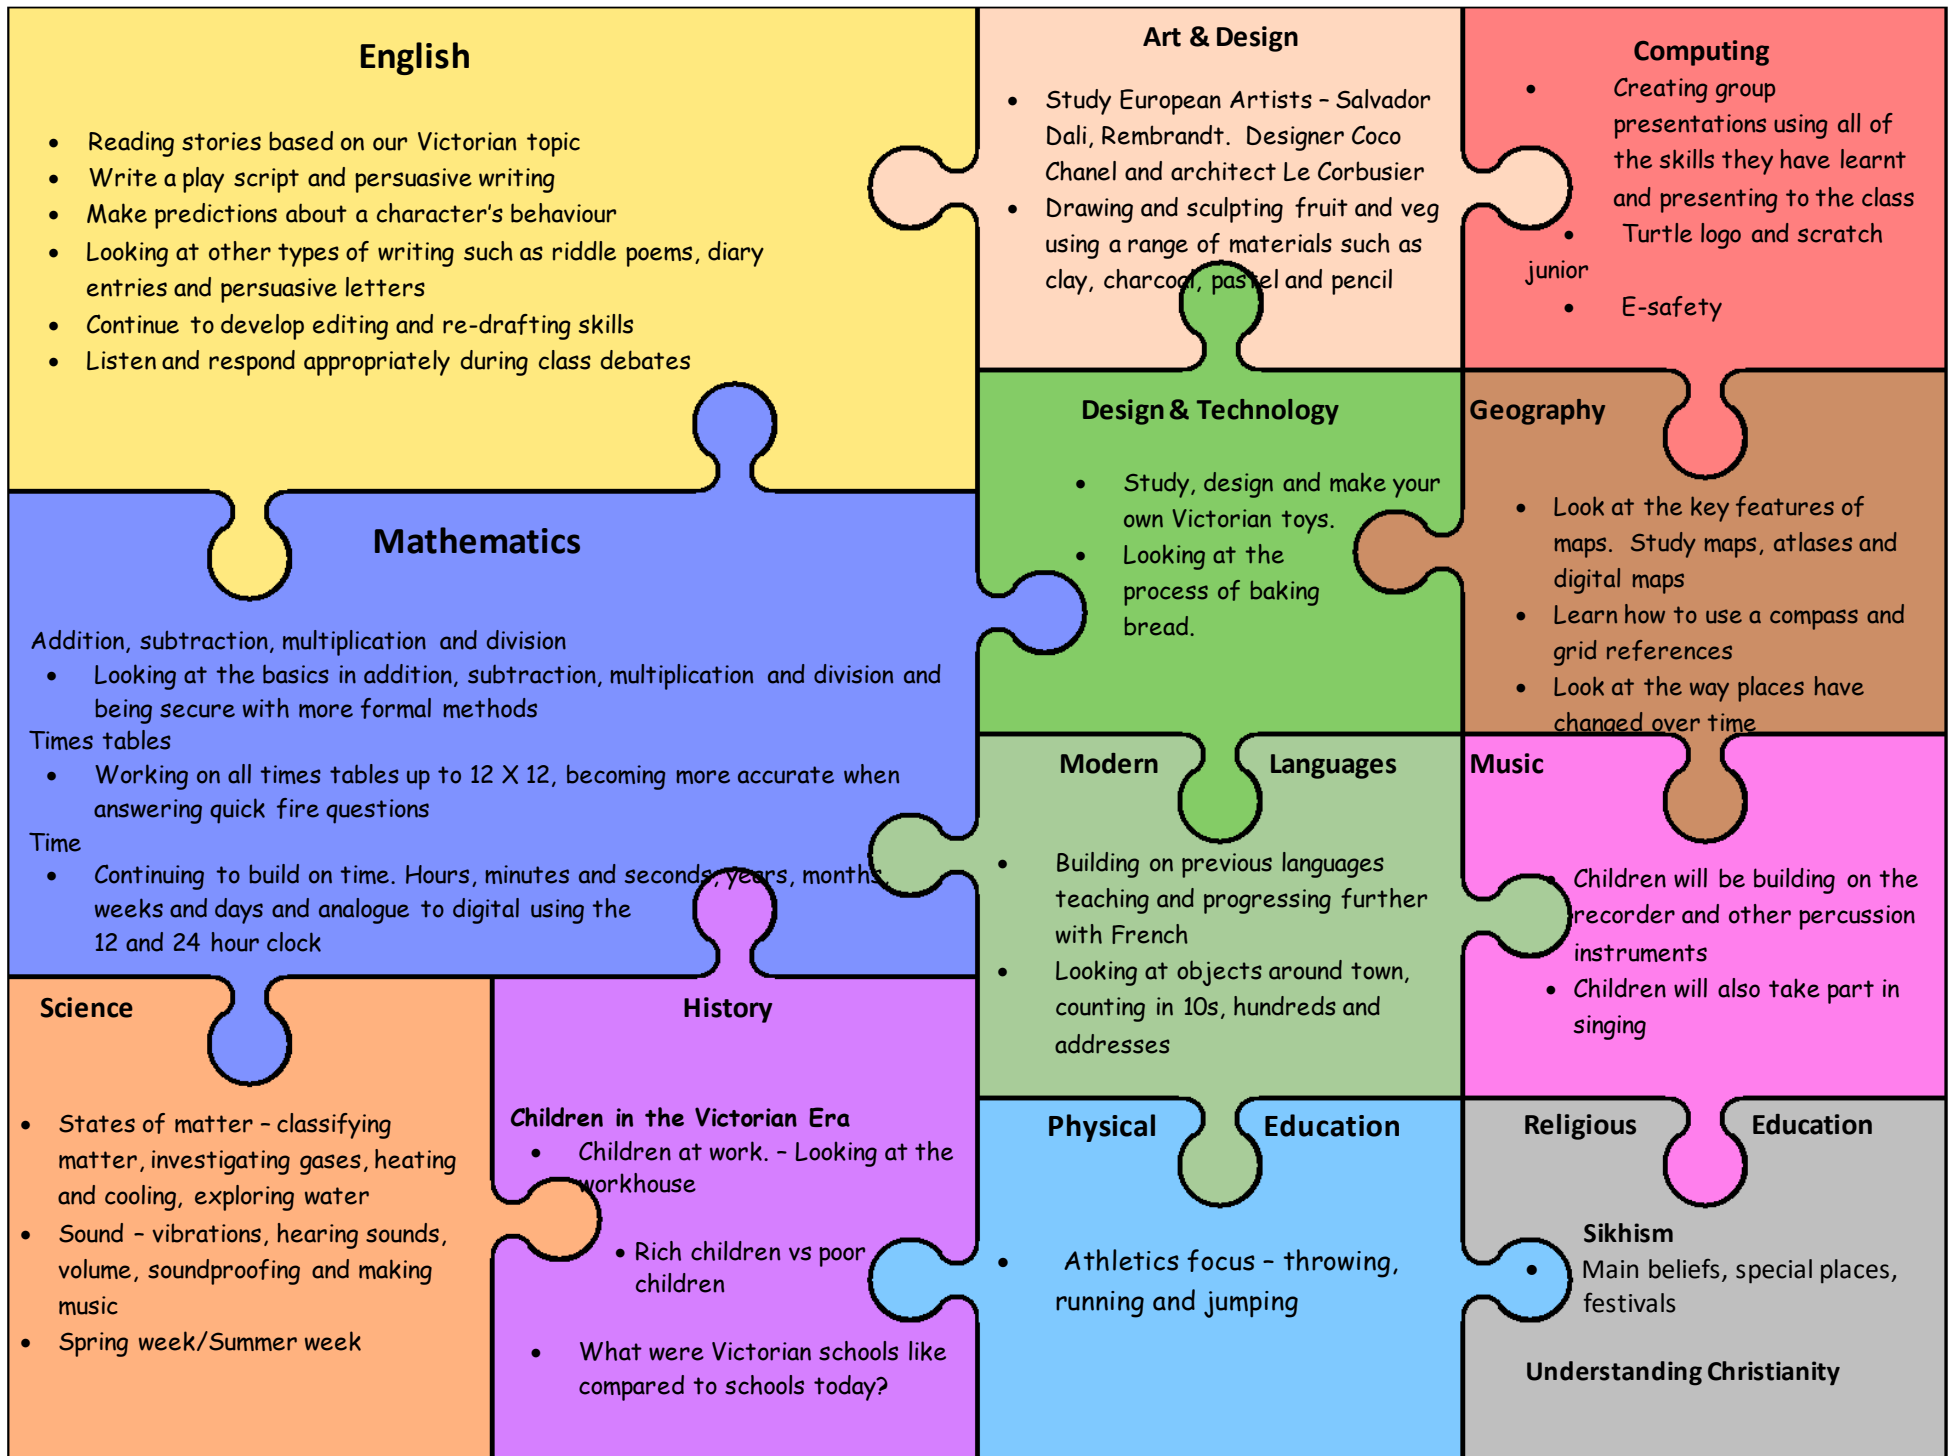 English
• Reading stories based on our Victorian topic
• Write a play script and persuasive writing
• Make predictions about a character's behaviour
• Looking at other types of writing such as riddle poems, diary
entries and persuasive letters
• Continue to develop editing and re-drafting skills
• Listen and respond appropriately during class debates
Art & Design
• Study European Artists – Salvador
Dali, Rembrandt. Designer Coco
Chanel and architect Le Corbusier
• Drawing and sculpting fruit and veg
using a range of materials such as
clay, charcoal, pastel and pencil
Computing
• Creating group
presentations using all of
the skills they have learnt
and presenting to the class
• Turtle logo and scratch
junior
• E-safety
Mathematics
Addition, subtraction, multiplication and division
• Looking at the basics in addition, subtraction, multiplication and division and
being secure with more formal methods
Times tables
• Working on all times tables up to 12 X 12, becoming more accurate when
answering quick fire questions
Time
• Continuing to build on time. Hours, minutes and seconds, years, months,
weeks and days and analogue to digital using the
12 and 24 hour clock
Design & Technology
• Study, design and make your
own Victorian toys.
• Looking at the
process of baking
bread.
Geography
• Look at the key features of
maps. Study maps, atlases and
digital maps
• Learn how to use a compass and
grid references
• Look at the way places have
changed over time
Modern Languages
• Building on previous languages
teaching and progressing further
with French
• Looking at objects around town,
counting in 10s, hundreds and
addresses
Music
• Children will be building on the
recorder and other percussion
instruments
• Children will also take part in
singing
Science
• States of matter – classifying
matter, investigating gases, heating
and cooling, exploring water
• Sound – vibrations, hearing sounds,
volume, soundproofing and making
music
• Spring week/Summer week
History
Children in the Victorian Era
• Children at work. – Looking at the
workhouse
• Rich children vs poor
children
• What were Victorian schools like
compared to schools today?
Physical Education
• Athletics focus – throwing,
running and jumping
Religious Education
Sikhism
• Main beliefs, special places,
festivals
Understanding Christianity